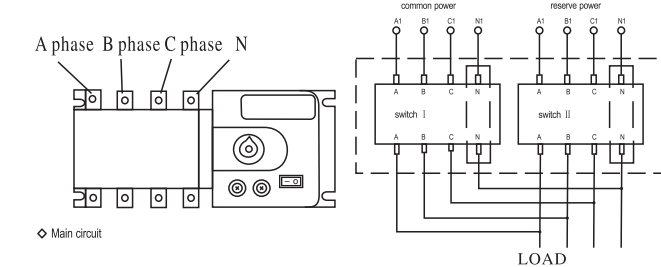 common power reserve power
A1 B1 C1 N1 A1 B1 C1 N1
A phase B phase C phase N
A B C N A B C N
switch I switch II
A B C N A B C N
Main circuit
LOAD